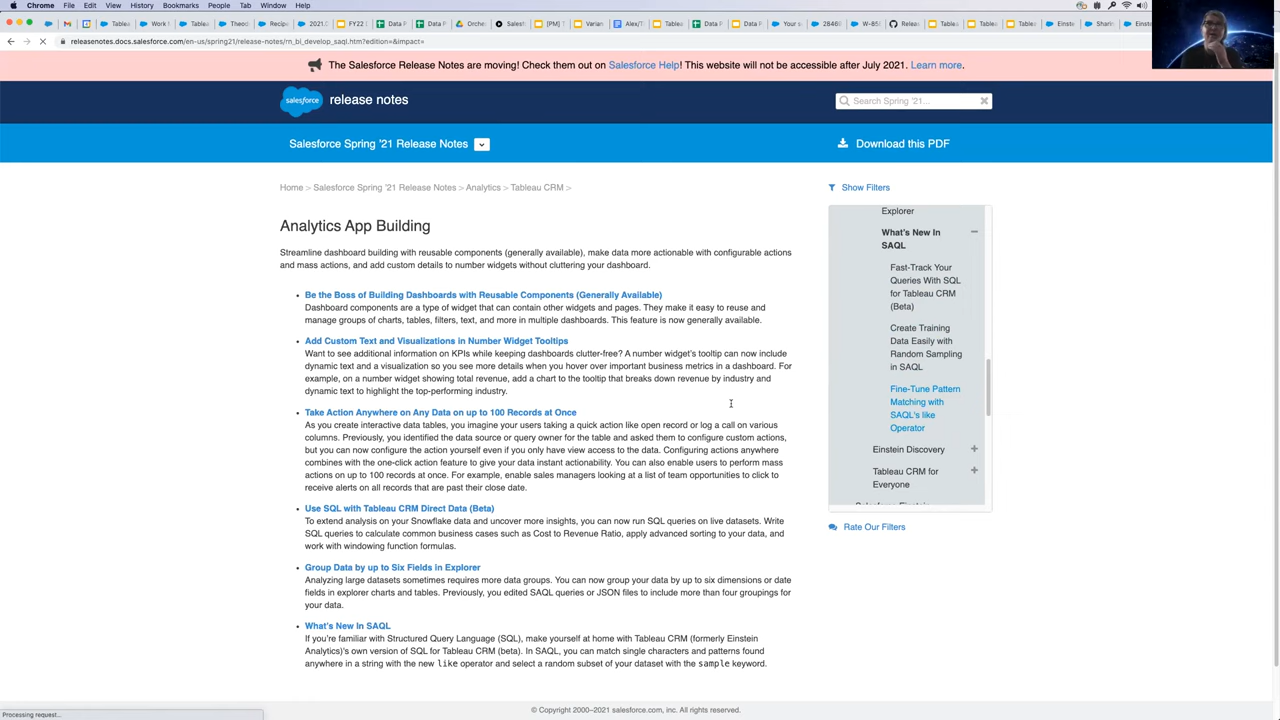 Chrome File Edit View History Bookmarks People Tab Window Help
releasenotes.docs.salesforce.com/en-us/spring21/release-notes/rn_bi_develop_saql.htm?edition=&impact=
The Salesforce Release Notes are moving! Check them out on Salesforce Help! This website will not be accessible after July 2021. Learn more.
salesforce release notes
Search Spring '21...
Salesforce Spring '21 Release Notes
Download this PDF
Home > Salesforce Spring '21 Release Notes > Analytics > Tableau CRM >
Analytics App Building
Streamline dashboard building with reusable components (generally available), make data more actionable with configurable actions
and mass actions, and add custom details to number widgets without cluttering your dashboard.
Be the Boss of Building Dashboards with Reusable Components (Generally Available)
Dashboard components are a type of widget that can contain other widgets and pages. They make it easy to reuse and
manage groups of charts, tables, filters, text, and more in multiple dashboards. This feature is now generally available.
Add Custom Text and Visualizations in Number Widget Tooltips
Want to see additional information on KPIs while keeping dashboards clutter-free? A number widget's tooltip can now include
dynamic text and a visualization so you see more details when you hover over important business metrics in a dashboard. For
example, on a number widget showing total revenue, add a chart to the tooltip that breaks down revenue by industry and
dynamic text to highlight the top-performing industry.
Take Action Anywhere on Any Data on up to 100 Records at Once
As you create interactive data tables, you imagine your users taking a quick action like open record or log a call on various
columns. Previously, you identified the data source or query owner for the table and asked them to configure custom actions,
but you can now configure the action yourself even if you only have view access to the data. Configuring actions anywhere
combines with the one-click action feature to give your data instant actionability. You can also enable users to perform mass
actions on up to 100 records at once. For example, enable sales managers looking at a list of team opportunities to click to
receive alerts on all records that are past their close date.
Use SQL with Tableau CRM Direct Data (Beta)
To extend analysis on your Snowflake data and uncover more insights, you can now run SQL queries on live datasets. Write
SQL queries to calculate common business cases such as Cost to Revenue Ratio, apply advanced sorting to your data, and
work with windowing function formulas.
Group Data by up to Six Fields in Explorer
Analyzing large datasets sometimes requires more data groups. You can now group your data by up to six dimensions or date
fields in explorer charts and tables. Previously, you edited SAQL queries or JSON files to include more than four groupings for
your data.
What's New In SAQL
If you're familiar with Structured Query Language (SQL), make yourself at home with Tableau CRM (formerly Einstein
Analytics)'s own version of SQL for Tableau CRM (beta). In SAQL, you can match single characters and patterns found
anywhere in a string with the new like operator and select a random subset of your dataset with the sample keyword.
Show Filters
Explorer
What's New In
SAQL
Fast-Track Your
Queries With SQL
for Tableau CRM
(Beta)
Create Training
Data Easily with
Random Sampling
in SAQL
Fine-Tune Pattern
Matching with
SAQL's like
Operator
Einstein Discovery
Tableau CRM for
Everyone
Rate Our Filters
© Copyright 2000–2021 salesforce.com, inc. All rights reserved.
Processing request...